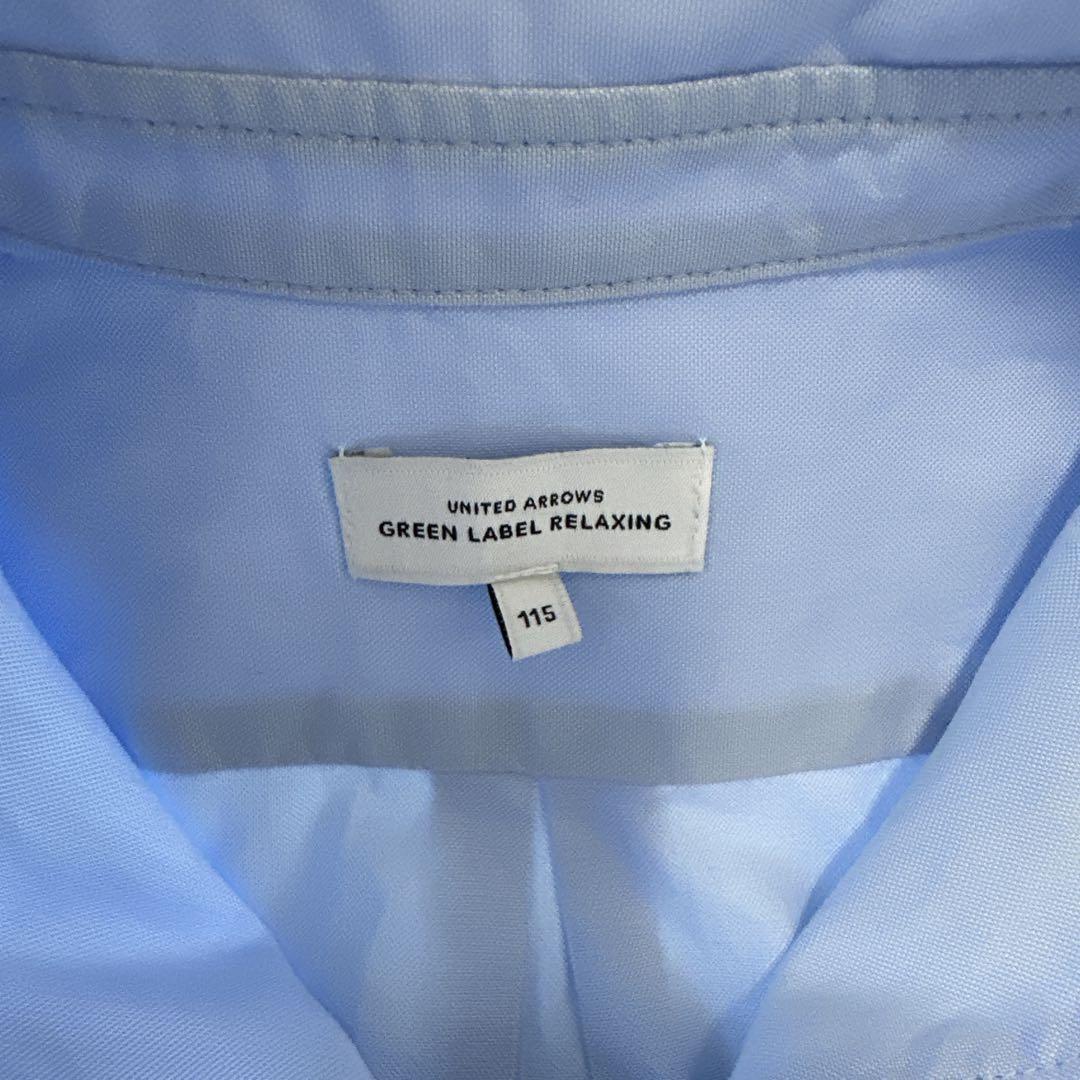 UNITED ARROWS
GREEN LABEL RELAXING
115